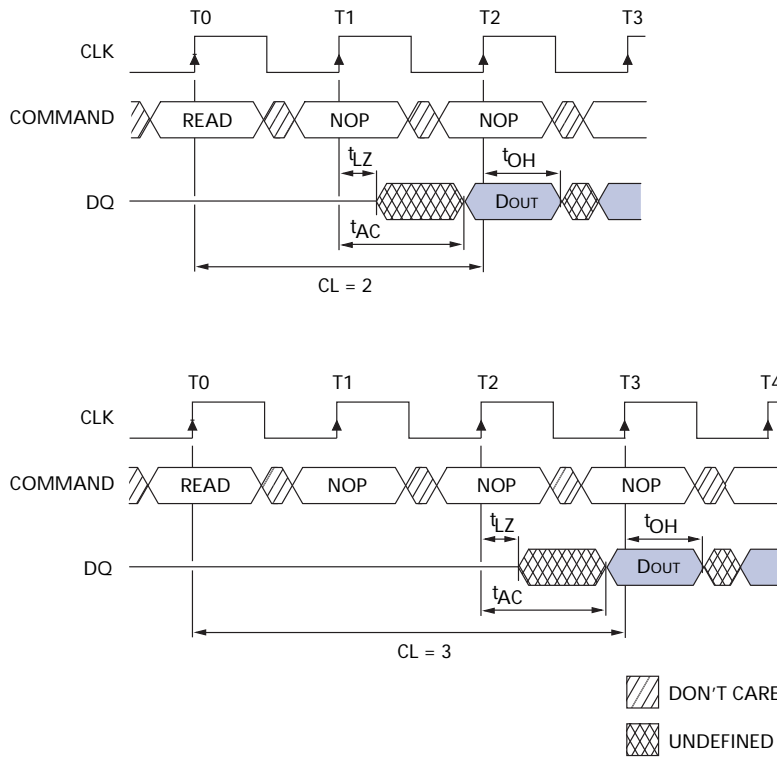 T0 T1 T2 T3
CLK
COMMAND READ NOP NOP
tLZ tOH
DQ DOUT
tAC
CL = 2
T0 T1 T2 T3 T4
CLK
COMMAND READ NOP NOP NOP
tLZ tOH
DQ DOUT
tAC
CL = 3
DON'T CARE
UNDEFINED